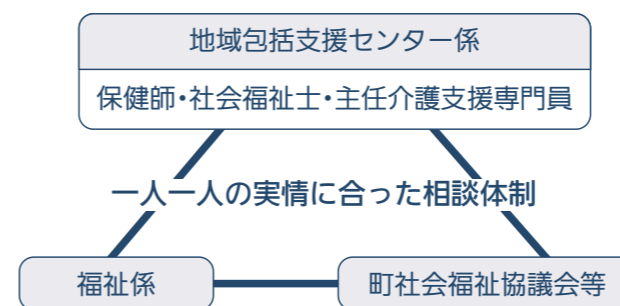 地域包括支援センター係
保健師・社会福祉士・主任介護支援専門員
一人一人の実情に合った相談体制
福祉係
町社会福祉協議会等